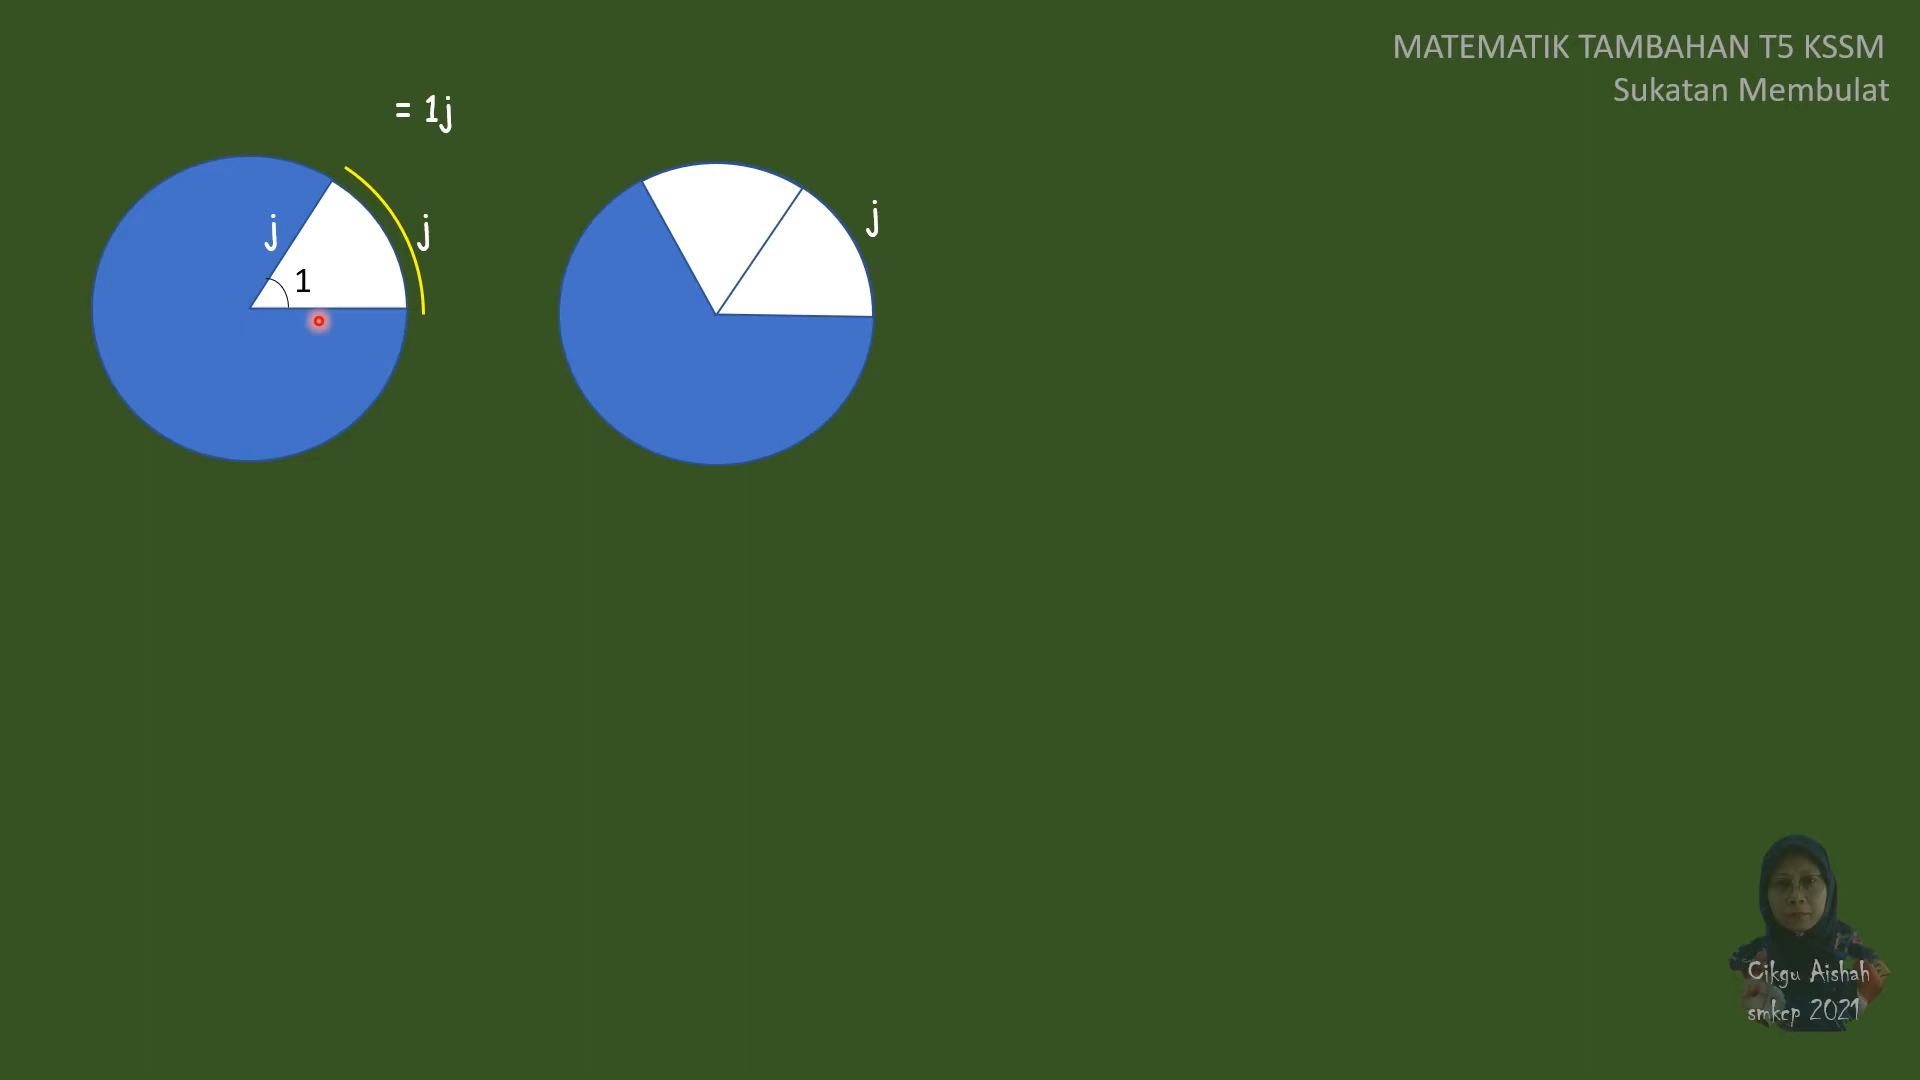 MATEMATIK TAMBAHAN T5 KSSM
Sukatan Membulat
= 1j
j
j
1
j
Cikgu Aishah
smkcp 2021